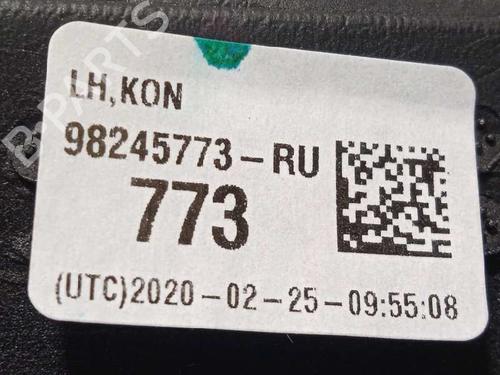 B-PARTS
LH,KON
98245773-RU
773
(UTC)2020-02-25-09:55:08